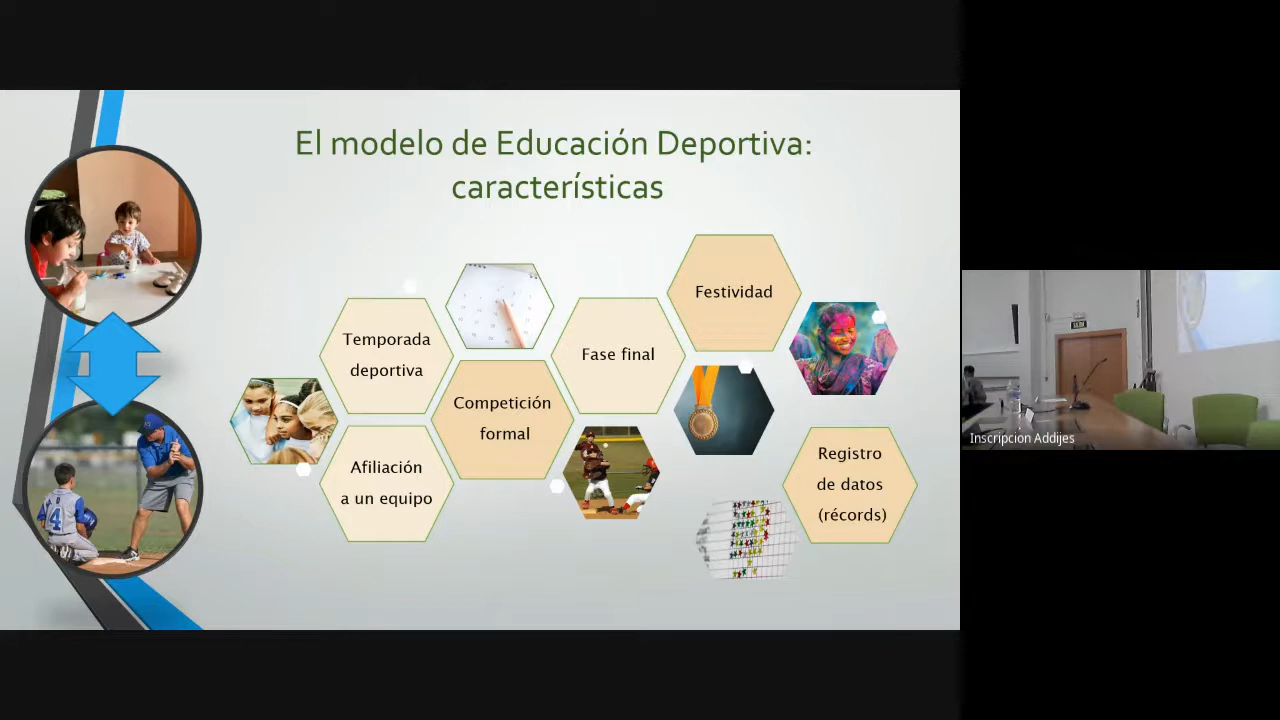 El modelo de Educación Deportiva:
características
Festividad
Temporada
deportiva
Fase final
Competición
formal
Afiliación
a un equipo
Registro
de datos
(récords)
Inscripcion Addijes